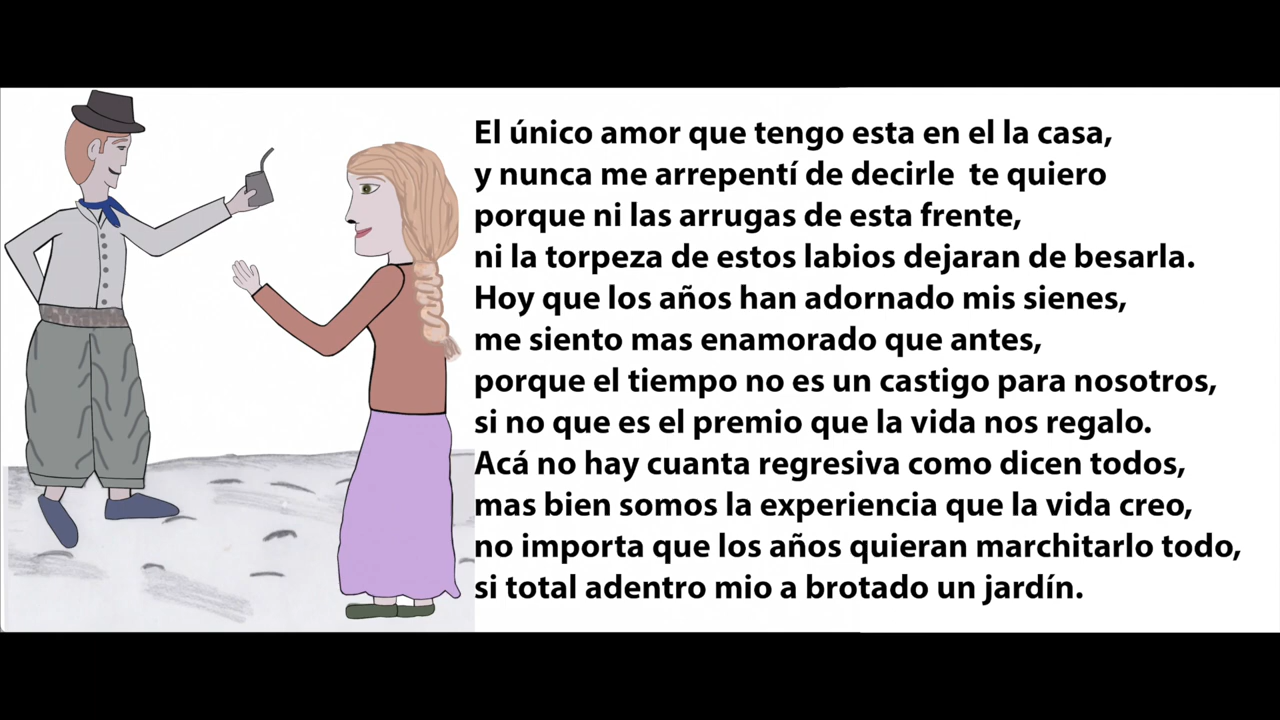 El único amor que tengo esta en el la casa,
y nunca me arrepentí de decirle  te quiero
porque ni las arrugas de esta frente,
ni la torpeza de estos labios dejaran de besarla.
Hoy que los años han adornado mis sienes,
me siento mas enamorado que antes,
porque el tiempo no es un castigo para nosotros,
si no que es el premio que la vida nos regalo.
Acá no hay cuanta regresiva como dicen todos,
mas bien somos la experiencia que la vida creo,
no importa que los años quieran marchitarlo todo,
si total adentro mio a brotado un jardín.